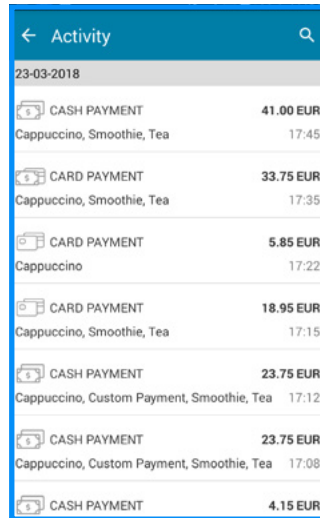 Activity
23-03-2018
CASH PAYMENT 41.00 EUR
Cappuccino, Smoothie, Tea 17:45
CARD PAYMENT 33.75 EUR
Cappuccino, Smoothie, Tea 17:35
CARD PAYMENT 5.85 EUR
Cappuccino 17:22
CARD PAYMENT 18.95 EUR
Cappuccino, Smoothie, Tea 17:15
CASH PAYMENT 23.75 EUR
Cappuccino, Custom Payment, Smoothie, Tea 17:12
CASH PAYMENT 23.75 EUR
Cappuccino, Custom Payment, Smoothie, Tea 17:08
CASH PAYMENT 4.15 EUR